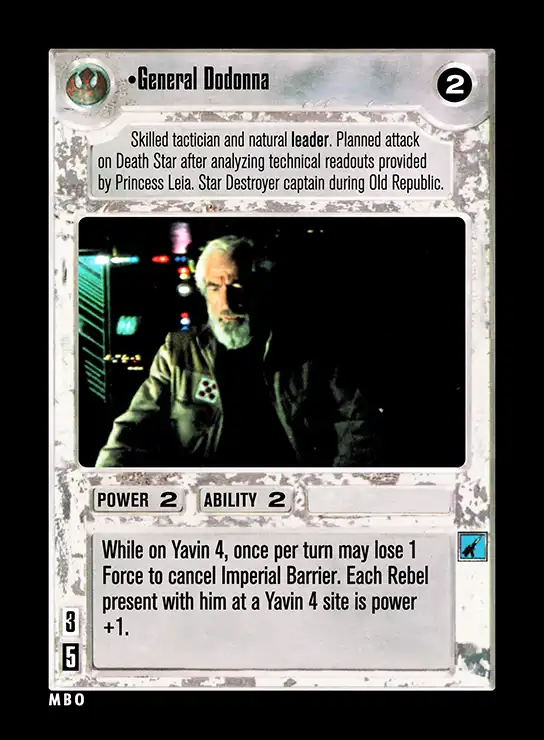 •General Dodonna
2
Skilled tactician and natural leader. Planned attack
on Death Star after analyzing technical readouts provided
by Princess Leia. Star Destroyer captain during Old Republic.
POWER 2 ABILITY 2
While on Yavin 4, once per turn may lose 1
Force to cancel Imperial Barrier. Each Rebel
present with him at a Yavin 4 site is power
+1.
3
5
MBO